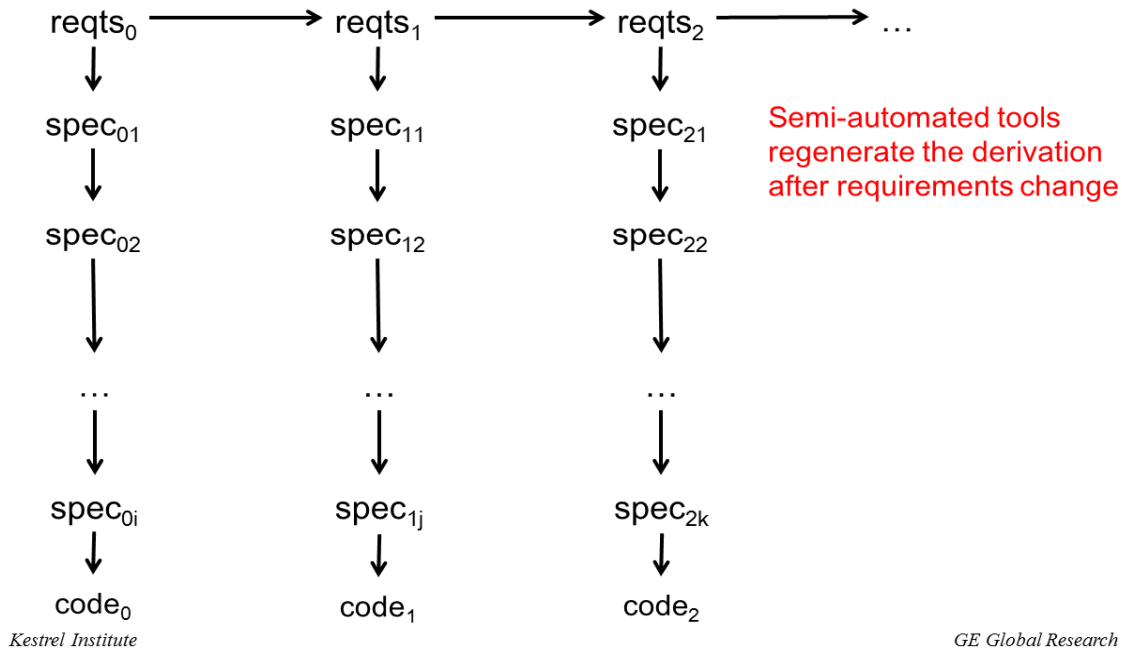 reqts₀ reqts₁ reqts₂ ...
spec₀₁ spec₁₁ spec₂₁
Semi-automated tools
regenerate the derivation
after requirements change
spec₀₂ spec₁₂ spec₂₂
... ... ...
spec₀ᵢ spec₁ⱼ spec₂ₖ
code₀ code₁ code₂
Kestrel Institute GE Global Research